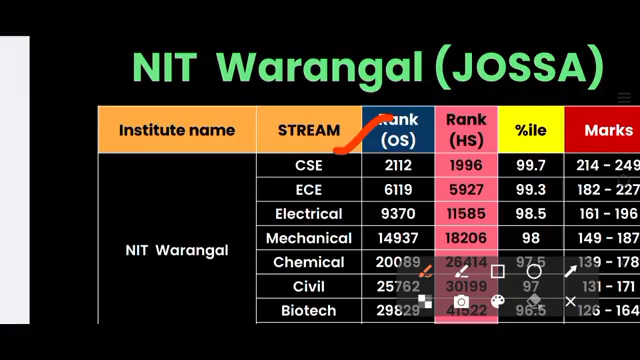 NIT Warangal (JOSSA)
Institute name STREAM Rank (OS) Rank (HS) %ile Marks
NIT Warangal
CSE 2112 1996 99.7 214 - 249
ECE 6119 5927 99.3 182 - 227
Electrical 9370 11585 98.5 161 - 196
Mechanical 14937 18206 98 149 - 187
Chemical 20089 26414 97.5 139 - 178
Civil 25762 30199 97 131 - 171
Biotech 29829 41522 96.5 126 - 164